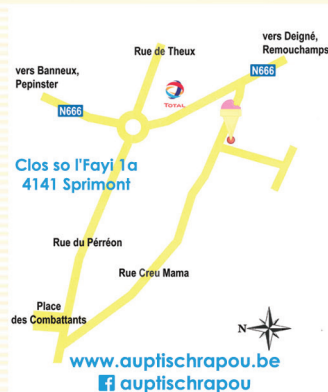 vers Deigné,
Remouchamps
Rue de Theux
N666
vers Banneux,
Pepinster
TOTAL
N666
Clos so l'Fayi 1a
4141 Sprimont
Rue du Pérréon
Rue Creu Mama
Place
des Combattants
N
www.auptischrapou.be
f auptischrapou